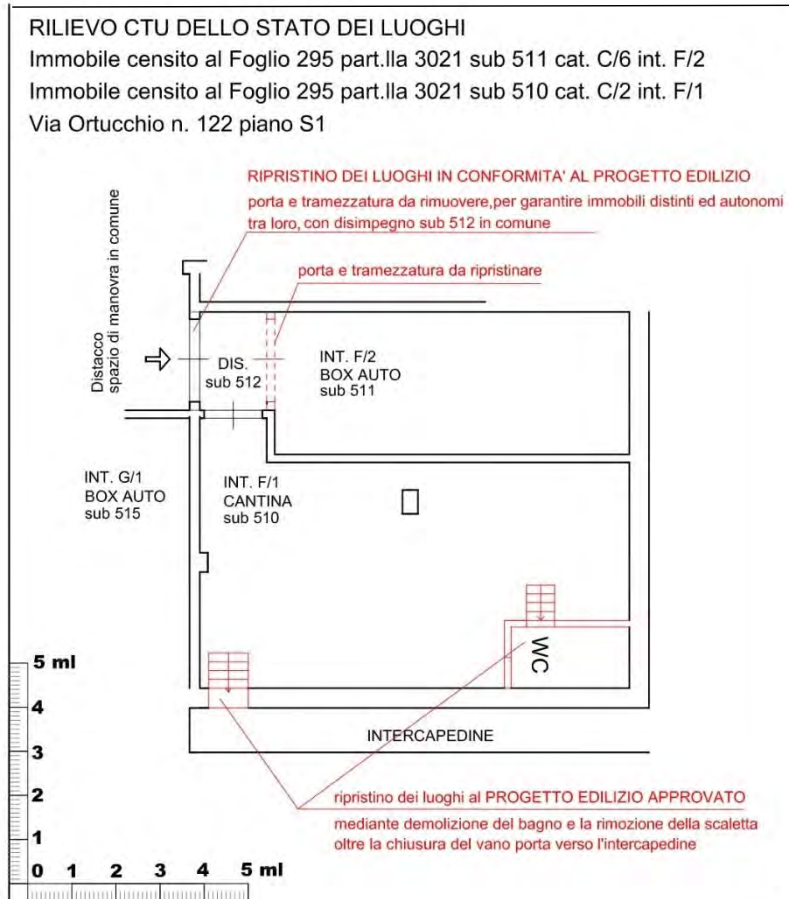 RILIEVO CTU DELLO STATO DEI LUOGHI
Immobile censito al Foglio 295 part.lla 3021 sub 511 cat. C/6 int. F/2
Immobile censito al Foglio 295 part.lla 3021 sub 510 cat. C/2 int. F/1
Via Ortucchio n. 122 piano S1
RIPRISTINO DEI LUOGHI IN CONFORMITA' AL PROGETTO EDILIZIO
porta e tramezzatura da rimuovere,per garantire immobili distinti ed autonomi
tra loro, con disimpegno sub 512 in comune
porta e tramezzatura da ripristinare
Distacco
spazio di manovra in comune
DIS.
sub 512
INT. F/2
BOX AUTO
sub 511
INT. G/1
BOX AUTO
sub 515
INT. F/1
CANTINA
sub 510
WC
INTERCAPEDINE
ripristino dei luoghi al PROGETTO EDILIZIO APPROVATO
mediante demolizione del bagno e la rimozione della scaletta
oltre la chiusura del vano porta verso l'intercapedine
5 ml
4
3
2
1
0 1 2 3 4 5 ml